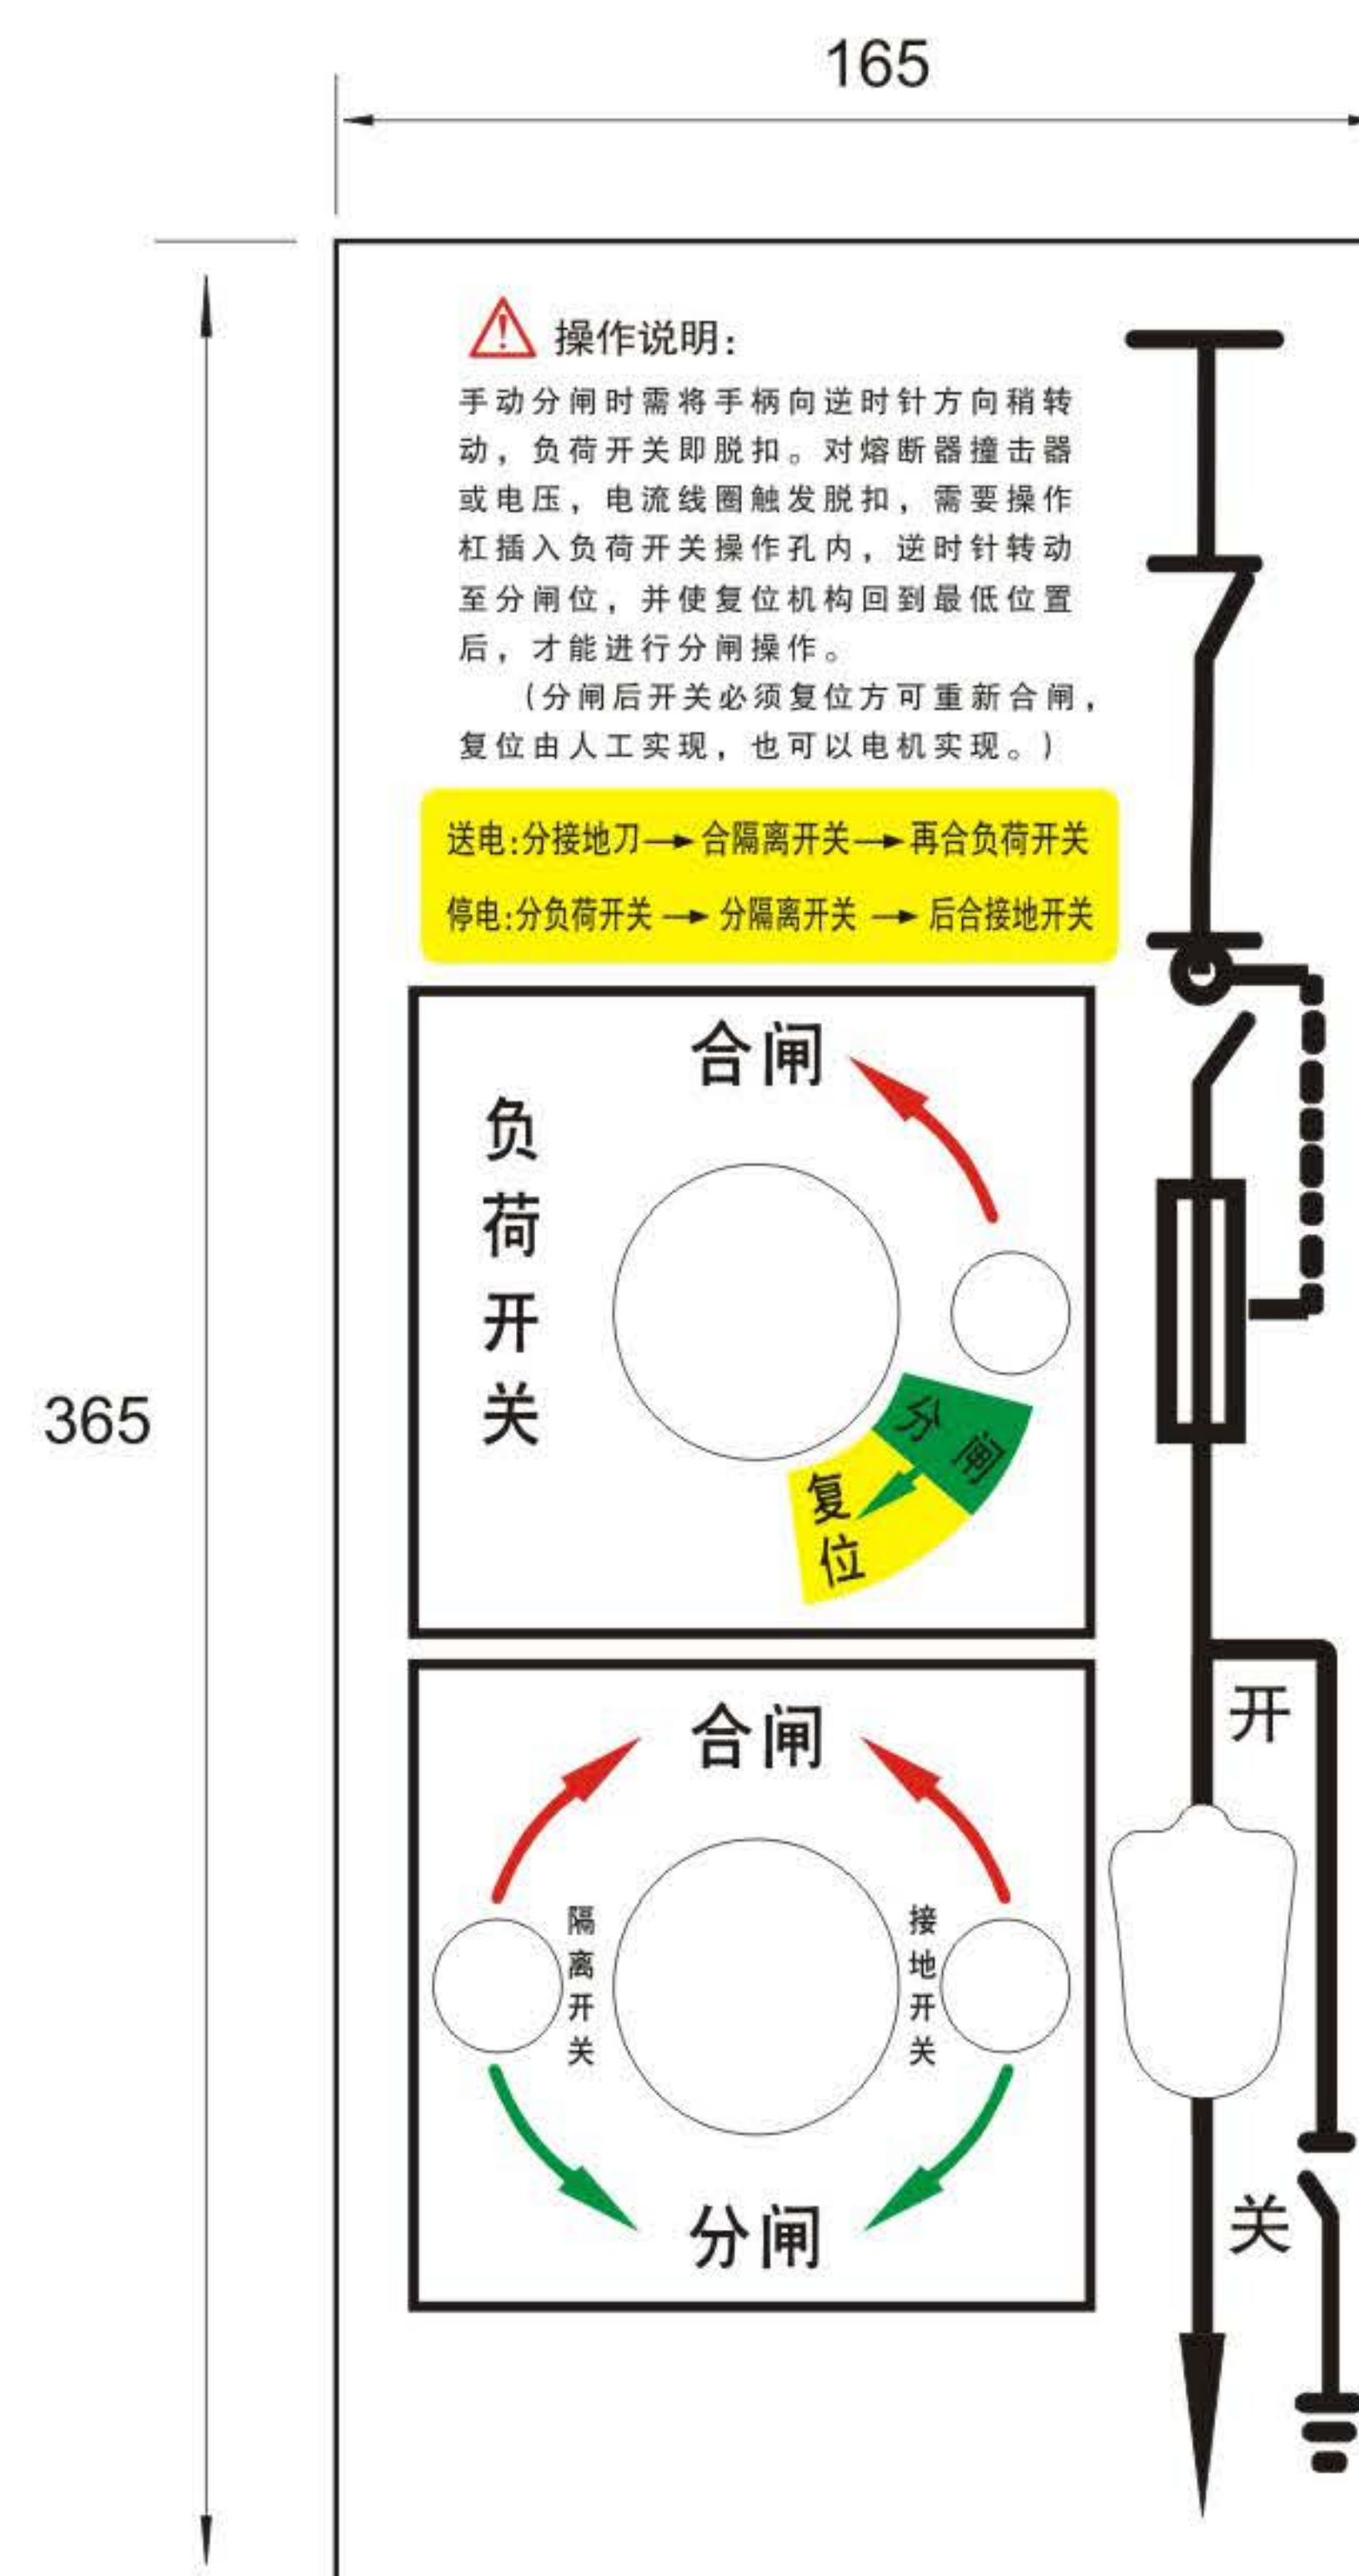 165
365
操作说明:
手动分闸时需将手柄向逆时针方向稍转
动，负荷开关即脱扣。对熔断器撞击器
或电压，电流线圈触发脱扣，需要操作
杠插入负荷开关操作孔内，逆时针转动
至分闸位，并使复位机构回到最低位置
后，才能进行分闸操作。
（分闸后开关必须复位方可重新合闸，
复位由人工实现，也可以电机实现。）
送电:分接地刀→合隔离开关→再合负荷开关
停电:分负荷开关→分隔离开关→后合接地开关
合闸
负荷开关
分闸
复位
合闸
隔离开关
接地开关
分闸
开
关